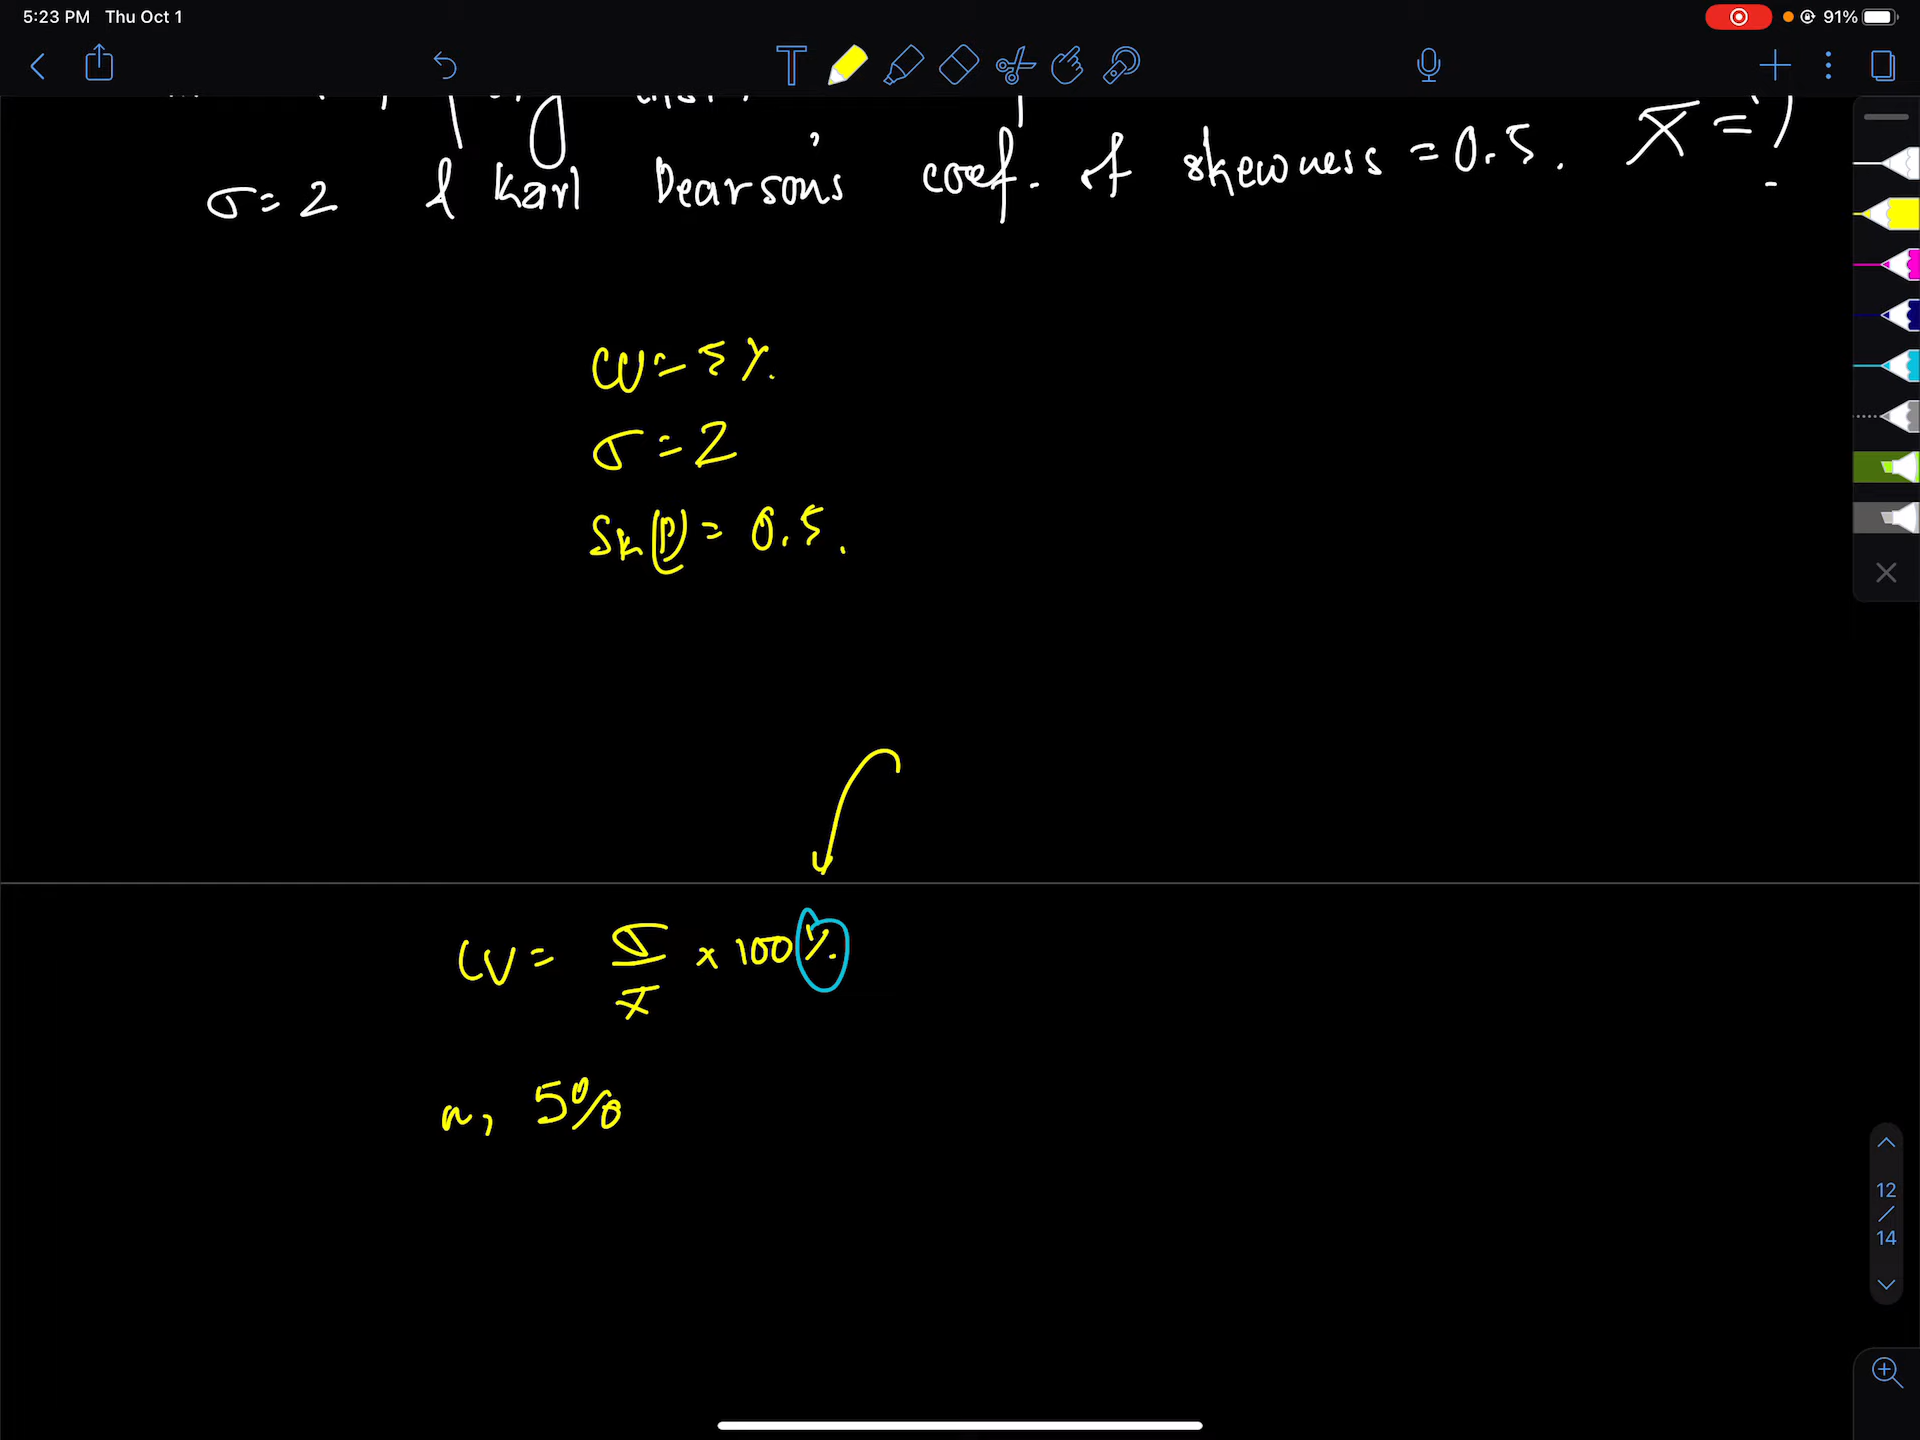 5:23 PM Thu Oct 1
91%
σ = 2 & Karl Pearson's coef. of skewness = 0.5. x̄ = ?
CV = 5%.
σ = 2
Sk(P) = 0.5.
CV = σ/x̄ × 100%
or, 5%
12
/
14